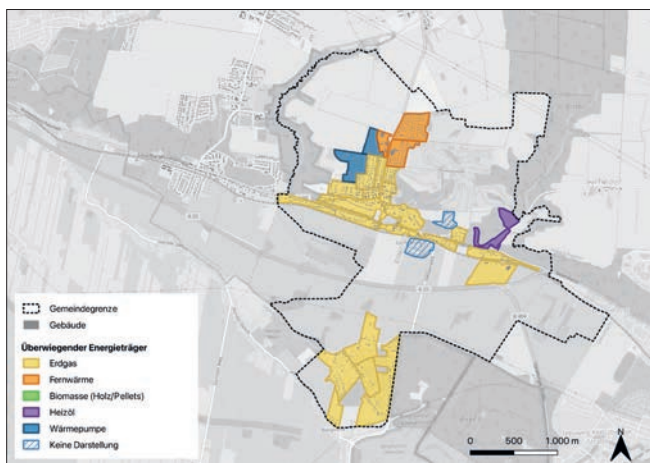 Gemeindegrenze
Gebäude
Überwiegender Energieträger
Erdgas
Fernwärme
Biomasse (Holz/Pellets)
Heizöl
Wärmepumpe
Keine Darstellung
N
0 500 1.000 m